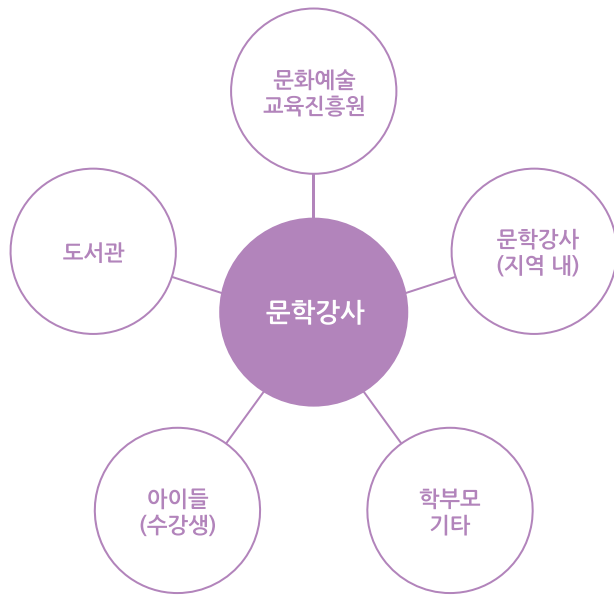 문화예술
교육진흥원
도서관
문학강사
(지역 내)
문학강사
아이들
(수강생)
학부모
기타